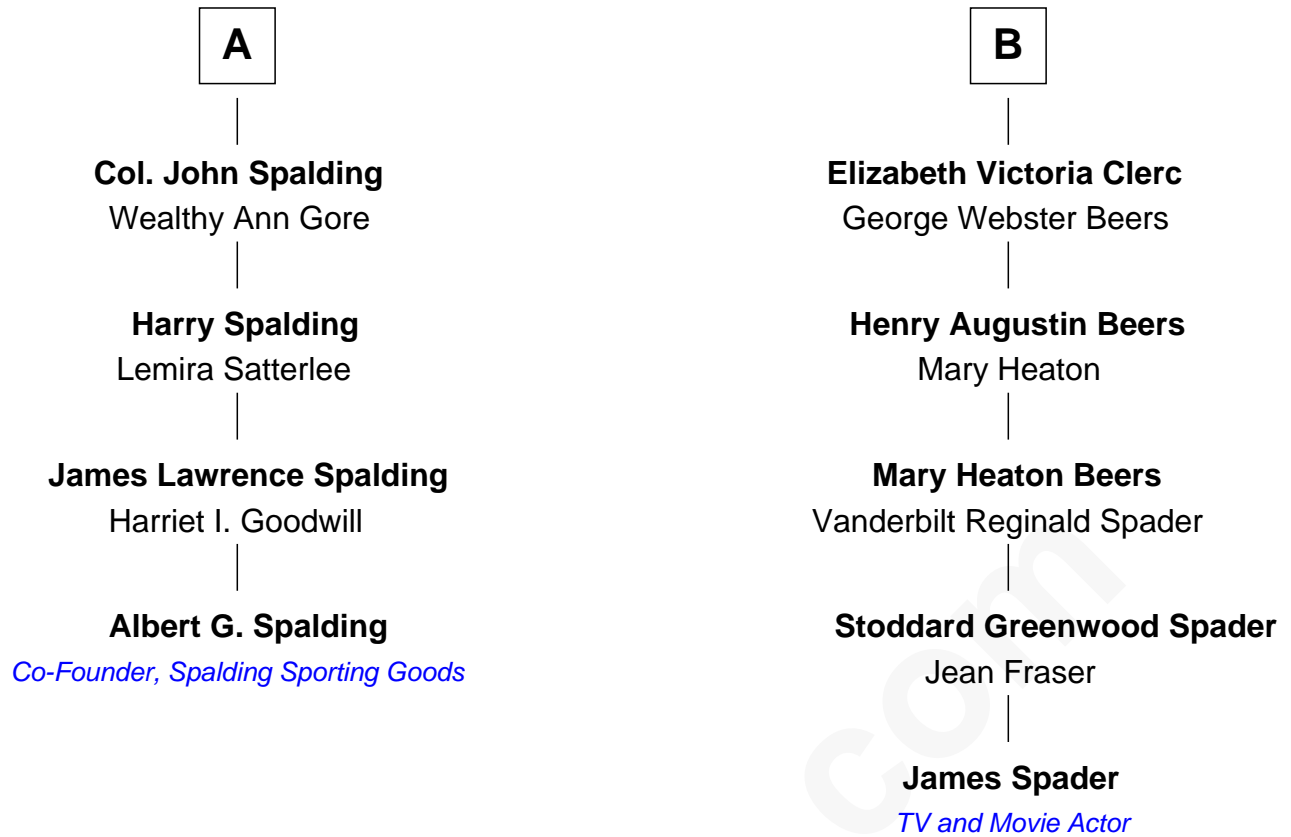 A
Col. John Spalding
Wealthy Ann Gore
Harry Spalding
Lemira Satterlee
James Lawrence Spalding
Harriet I. Goodwill
Albert G. Spalding
Co-Founder, Spalding Sporting Goods
B
Elizabeth Victoria Clerc
George Webster Beers
Henry Augustin Beers
Mary Heaton
Mary Heaton Beers
Vanderbilt Reginald Spader
Stoddard Greenwood Spader
Jean Fraser
James Spader
TV and Movie Actor
com